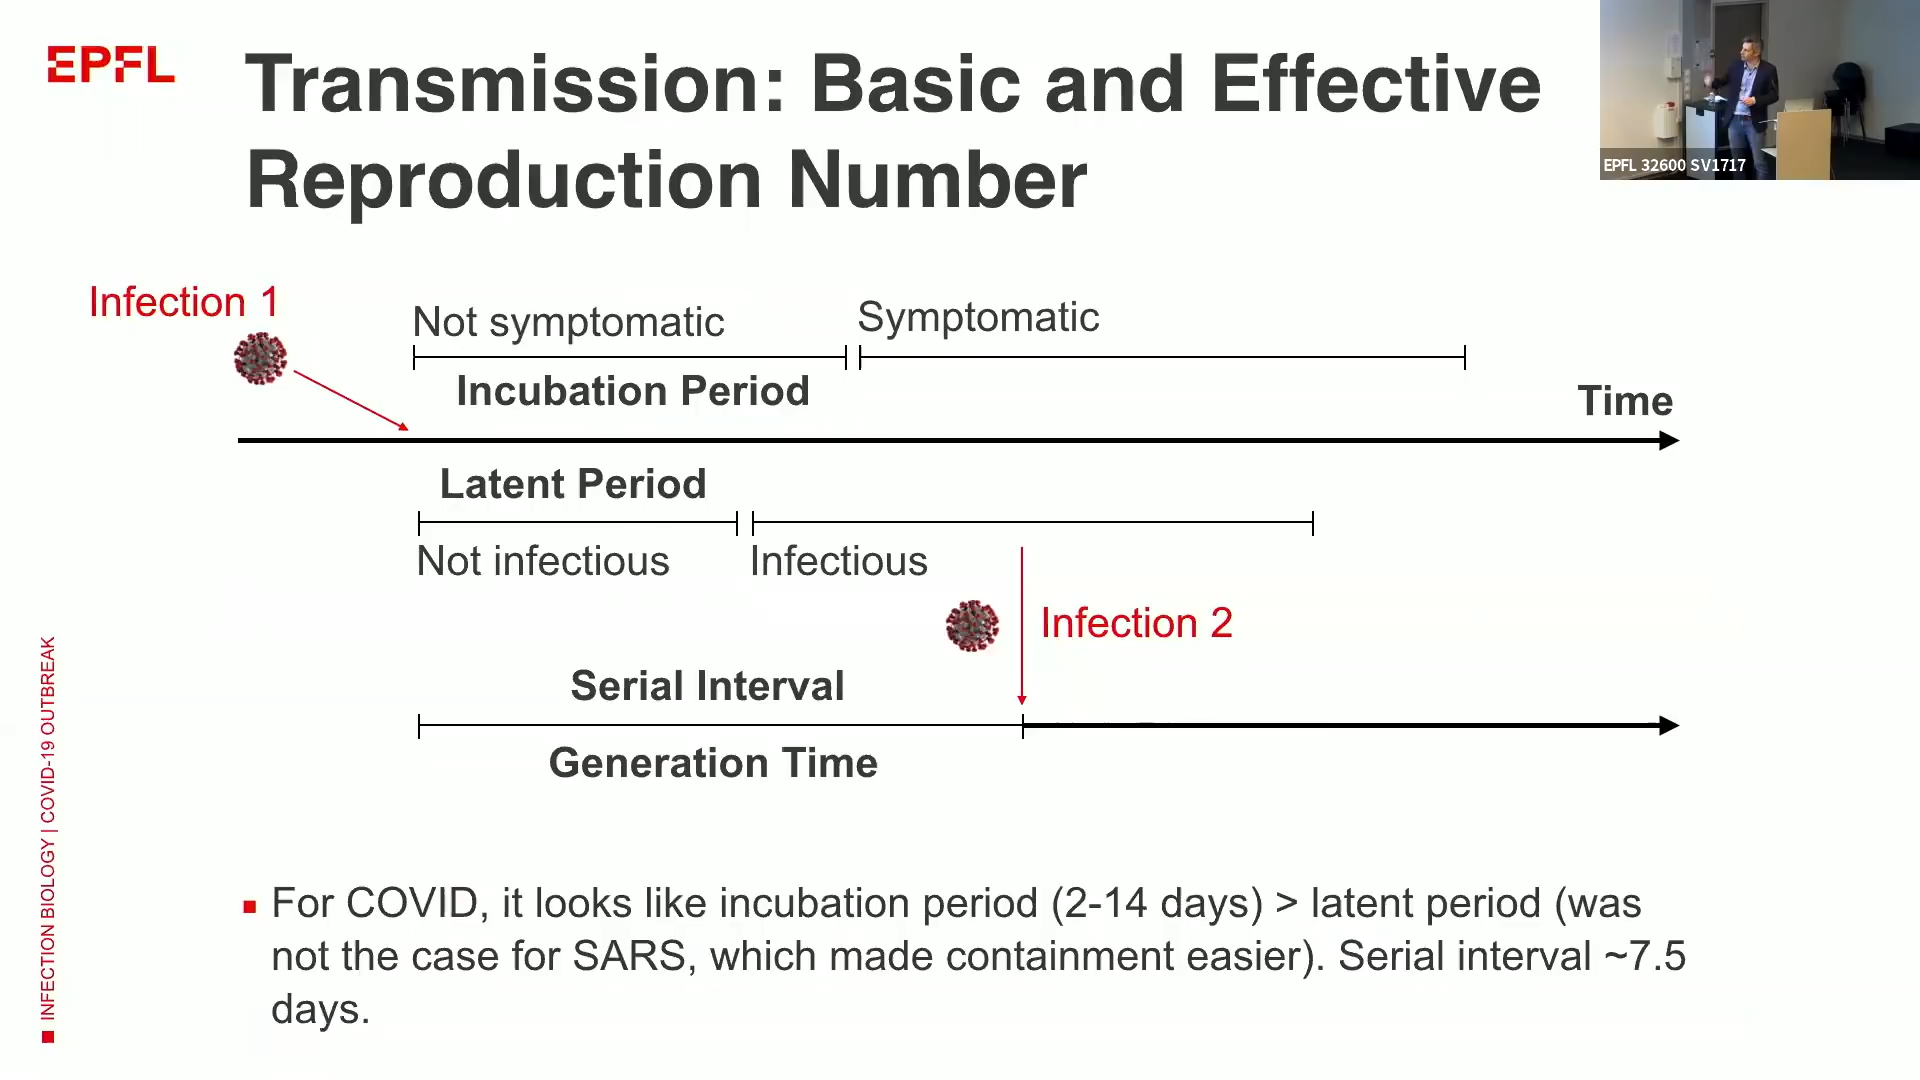 EPFL
Transmission: Basic and Effective
Reproduction Number
EPFL 32600 SV1717
Infection 1
Not symptomatic
Symptomatic
Incubation Period
Time
Latent Period
Not infectious
Infectious
Infection 2
Serial Interval
Generation Time
For COVID, it looks like incubation period (2-14 days) > latent period (was
not the case for SARS, which made containment easier). Serial interval ~7.5
days.
INFECTION BIOLOGY | COVID-19 OUTBREAK